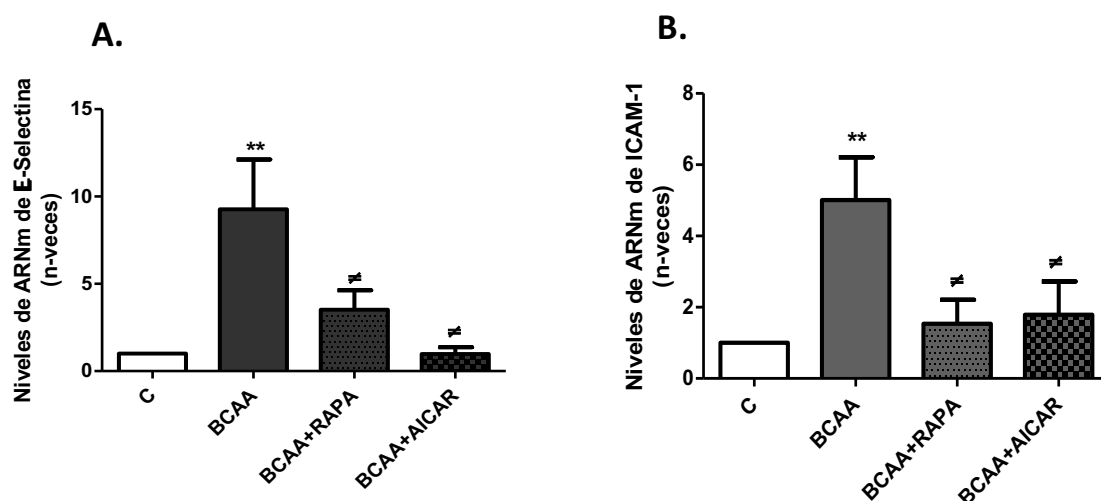 A.
Niveles de ARNm de E-Selectina
(n-veces)
15
10
5
0
**
≠
≠
C
BCAA
BCAA+RAPA
BCAA+AICAR
B.
Niveles de ARNm de ICAM-1
(n-veces)
8
6
4
2
0
**
≠
≠
C
BCAA
BCAA+RAPA
BCAA+AICAR